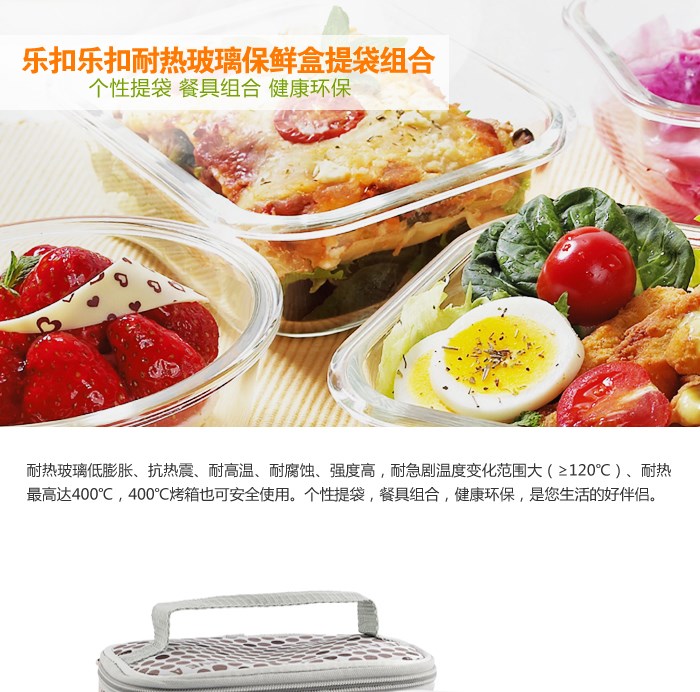 乐扣乐扣耐热玻璃保鲜盒提袋组合
个性提袋 餐具组合 健康环保
耐热玻璃低膨胀、抗热震、耐高温、耐腐蚀、强度高，耐急剧温度变化范围大（≥120℃）、耐热
最高达400℃，400℃烤箱也可安全使用。个性提袋，餐具组合，健康环保，是您生活的好伴侣。